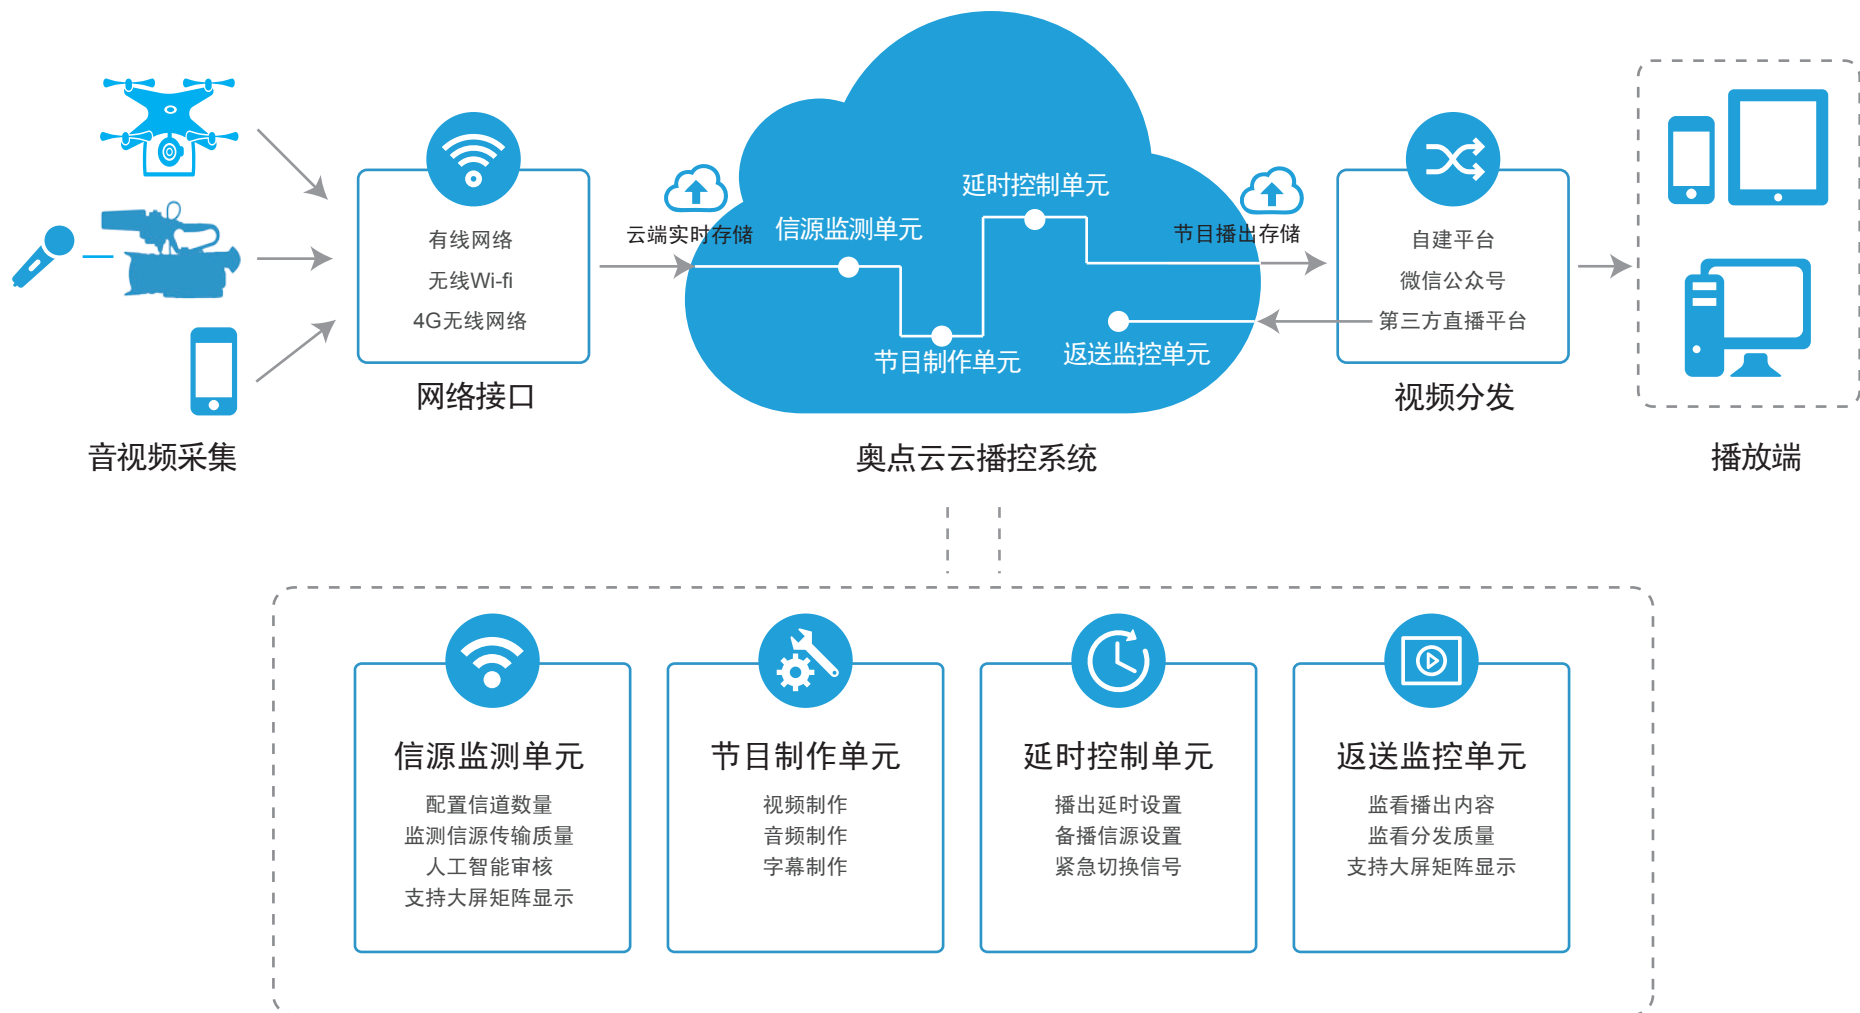 有线网络
无线Wi-fi
4G无线网络
网络接口
音视频采集
云端实时存储
信源监测单元
延时控制单元
节目制作单元
返送监控单元
节目播出存储
奥点云云播控系统
自建平台
微信公众号
第三方直播平台
视频分发
播放端
信源监测单元
配置信道数量
监测信源传输质量
人工智能审核
支持大屏矩阵显示
节目制作单元
视频制作
音频制作
字幕制作
延时控制单元
播出延时设置
备播信源设置
紧急切换信号
返送监控单元
监看播出内容
监看分发质量
支持大屏矩阵显示